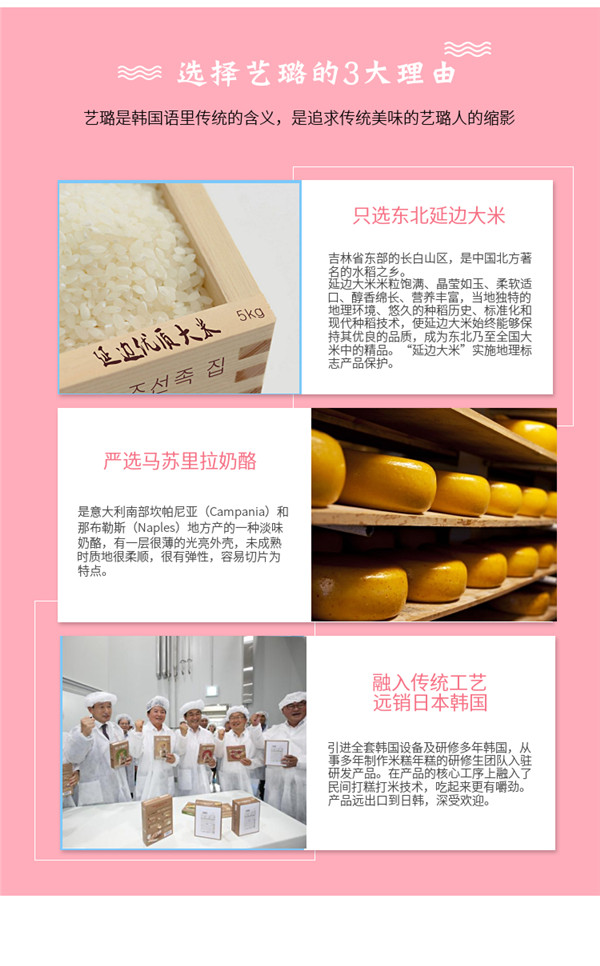 选择艺璐的3大理由
艺璐是韩国语里传统的含义，是追求传统美味的艺璐人的缩影
只选东北延边大米
吉林省东部的长白山区，是中国北方著
名的水稻之乡。
延边大米米粒饱满、晶莹如玉、柔软适
口、醇香绵长、营养丰富，当地独特的
地理环境、悠久的种稻历史、标准化和
现代种稻技术，使延边大米始终能够保
持其优良的品质，成为东北乃至全国大
米中的精品。“延边大米”实施地理标
志产品保护。
5kg
延边优质大米
조선족 집
严选马苏里拉奶酪
是意大利南部坎帕尼亚（Campania）和
那布勒斯（Naples）地方产的一种淡味
奶酪，有一层很薄的光亮外壳，未成熟
时质地很柔顺，很有弹性，容易切片为
特点。
融入传统工艺
远销日本韩国
引进全套韩国设备及研修多年韩国，从
事多年制作米糕年糕的研修生团队入驻
研发产品。在产品的核心工序上融入了
民间打糕打米技术，吃起来更有嚼劲。
产品远出口到日韩，深受欢迎。